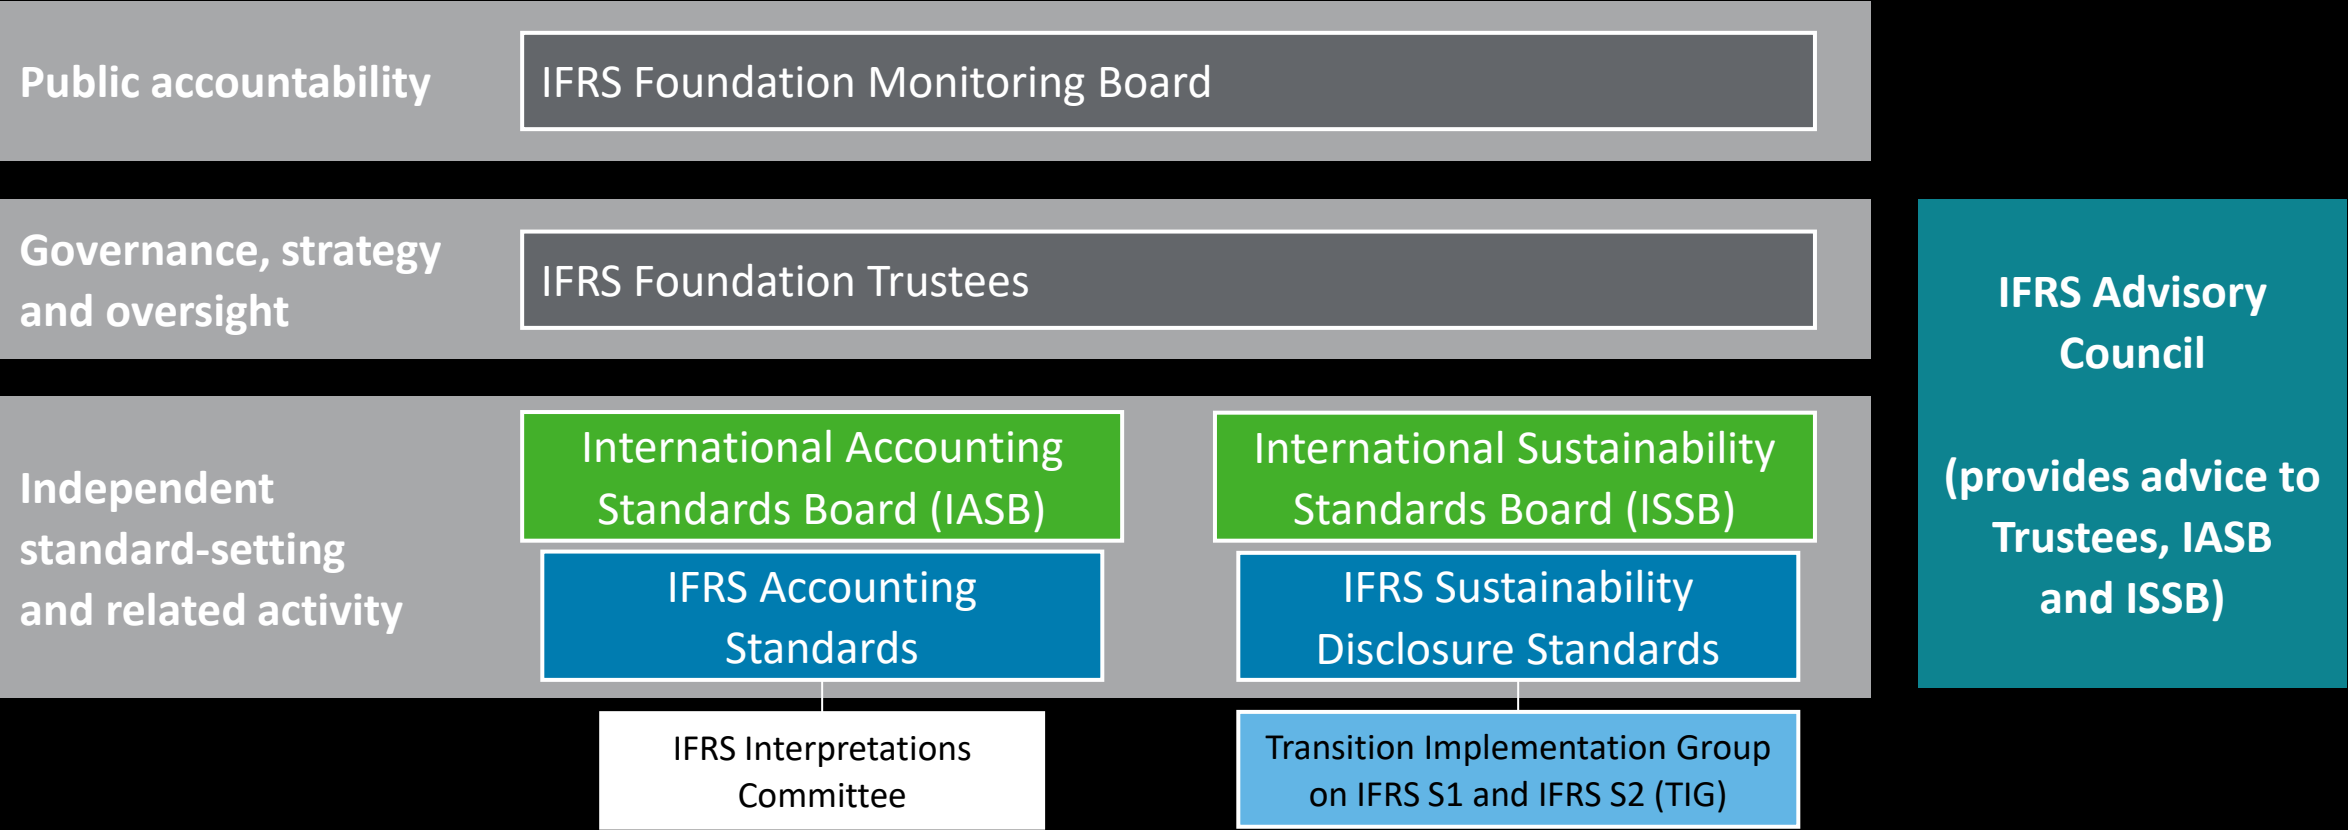 Public accountability
IFRS Foundation Monitoring Board
Governance, strategy
and oversight
IFRS Foundation Trustees
Independent
standard-setting
and related activity
International Accounting
Standards Board (IASB)
IFRS Accounting
Standards
IFRS Interpretations
Committee
International Sustainability
Standards Board (ISSB)
IFRS Sustainability
Disclosure Standards
Transition Implementation Group
on IFRS S1 and IFRS S2 (TIG)
IFRS Advisory
Council
(provides advice to
Trustees, IASB
and ISSB)